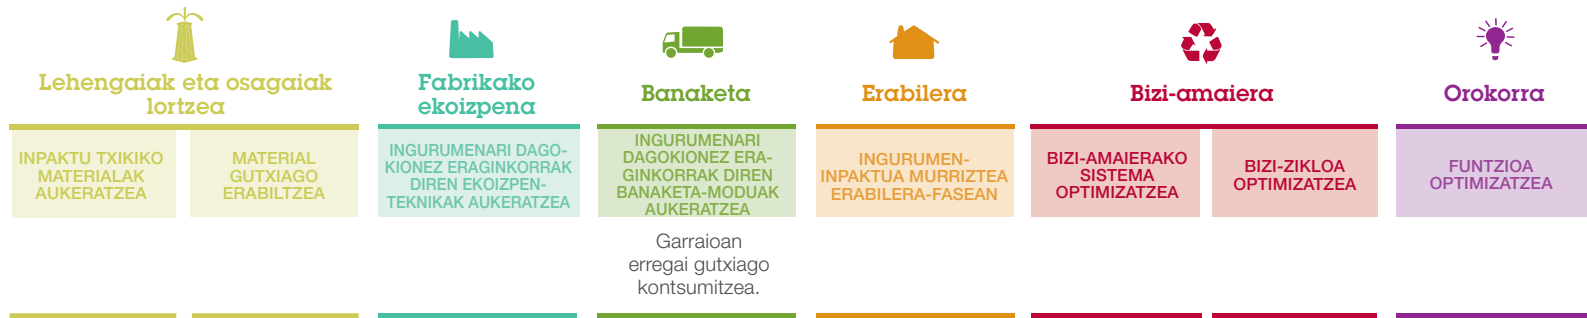 Lehengaiak eta osagaiak
lortzea
Fabrikako
ekoizpena
Banaketa
Erabilera
Bizi-amaiera
Orokorra
INPAKTU TXIKIKO
MATERIALAK
AUKERATZEA
MATERIAL
GUTXIAGO
ERABILTZEA
INGURUMENARI DAGO-
KIONEZ ERAGINKORRAK
DIREN EKOIZPEN-
TEKNIKAK AUKERATZEA
INGURUMENARI
DAGOKIONEZ ERA-
GINKORRAK DIREN
BANAKETA-MODUAK
AUKERATZEA
INGURUMEN-
INPAKTUA MURRIZTEA
ERABILERA-FASEAN
BIZI-AMAIERAKO
SISTEMA
OPTIMIZATZEA
BIZI-ZIKLOA
OPTIMIZATZEA
FUNTZIOA
OPTIMIZATZEA
Garraioan
erregai gutxiago
kontsumitzea.